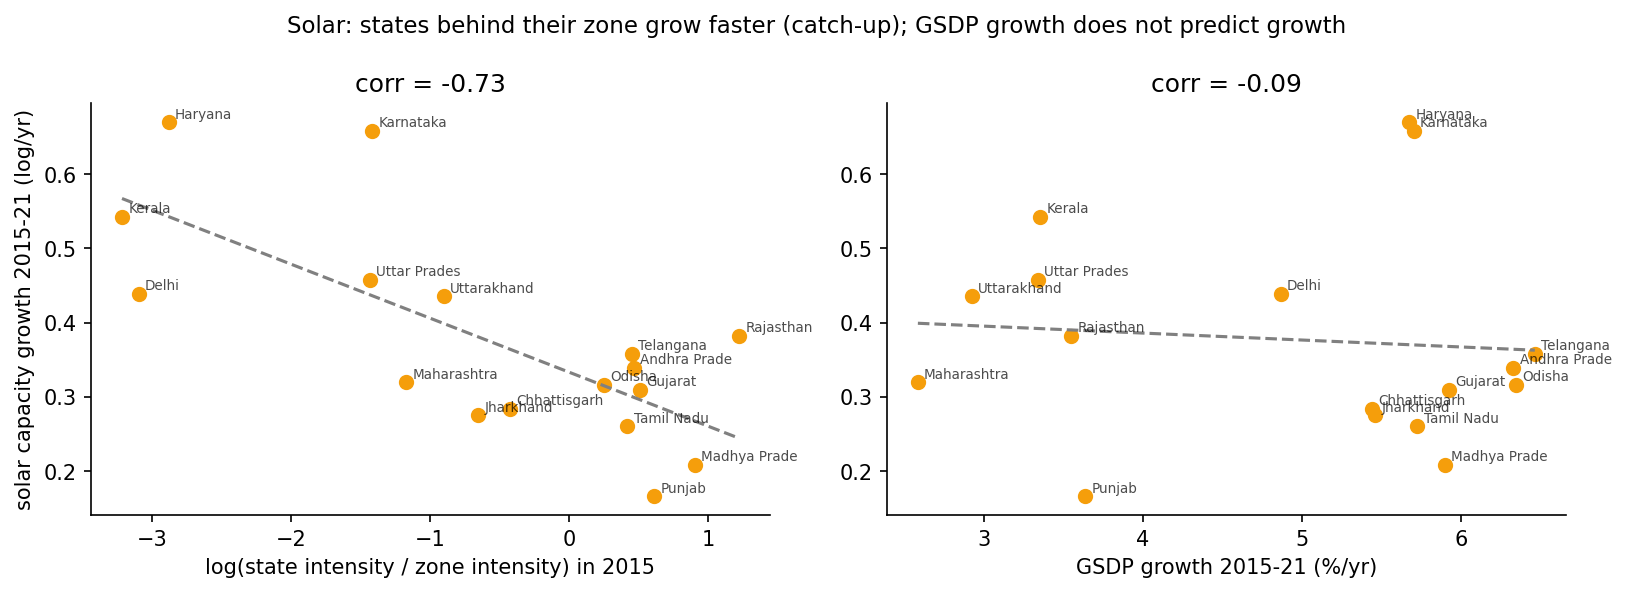 Solar: states behind their zone grow faster (catch-up); GSDP growth does not predict growth
corr = -0.73
solar capacity growth 2015-21 (log/yr)
0.6
0.5
0.4
0.3
0.2
Haryana
Karnataka
Kerala
Delhi
Uttar Prades
Uttarakhand
Rajasthan
Telangana
Andhra Prade
Maharashtra
Odisha
Gujarat
Chhattisgarh
Jharkhand
Tamil Nadu
Madhya Prade
Punjab
−3
−2
−1
0
1
log(state intensity / zone intensity) in 2015
corr = -0.09
0.6
0.5
0.4
0.3
0.2
Haryana
Karnataka
Kerala
Uttar Prades
Uttarakhand
Delhi
Rajasthan
Telangana
Andhra Prade
Maharashtra
Odisha
Gujarat
Chhattisgarh
Jharkhand
Tamil Nadu
Madhya Prade
Punjab
3
4
5
6
GSDP growth 2015-21 (%/yr)